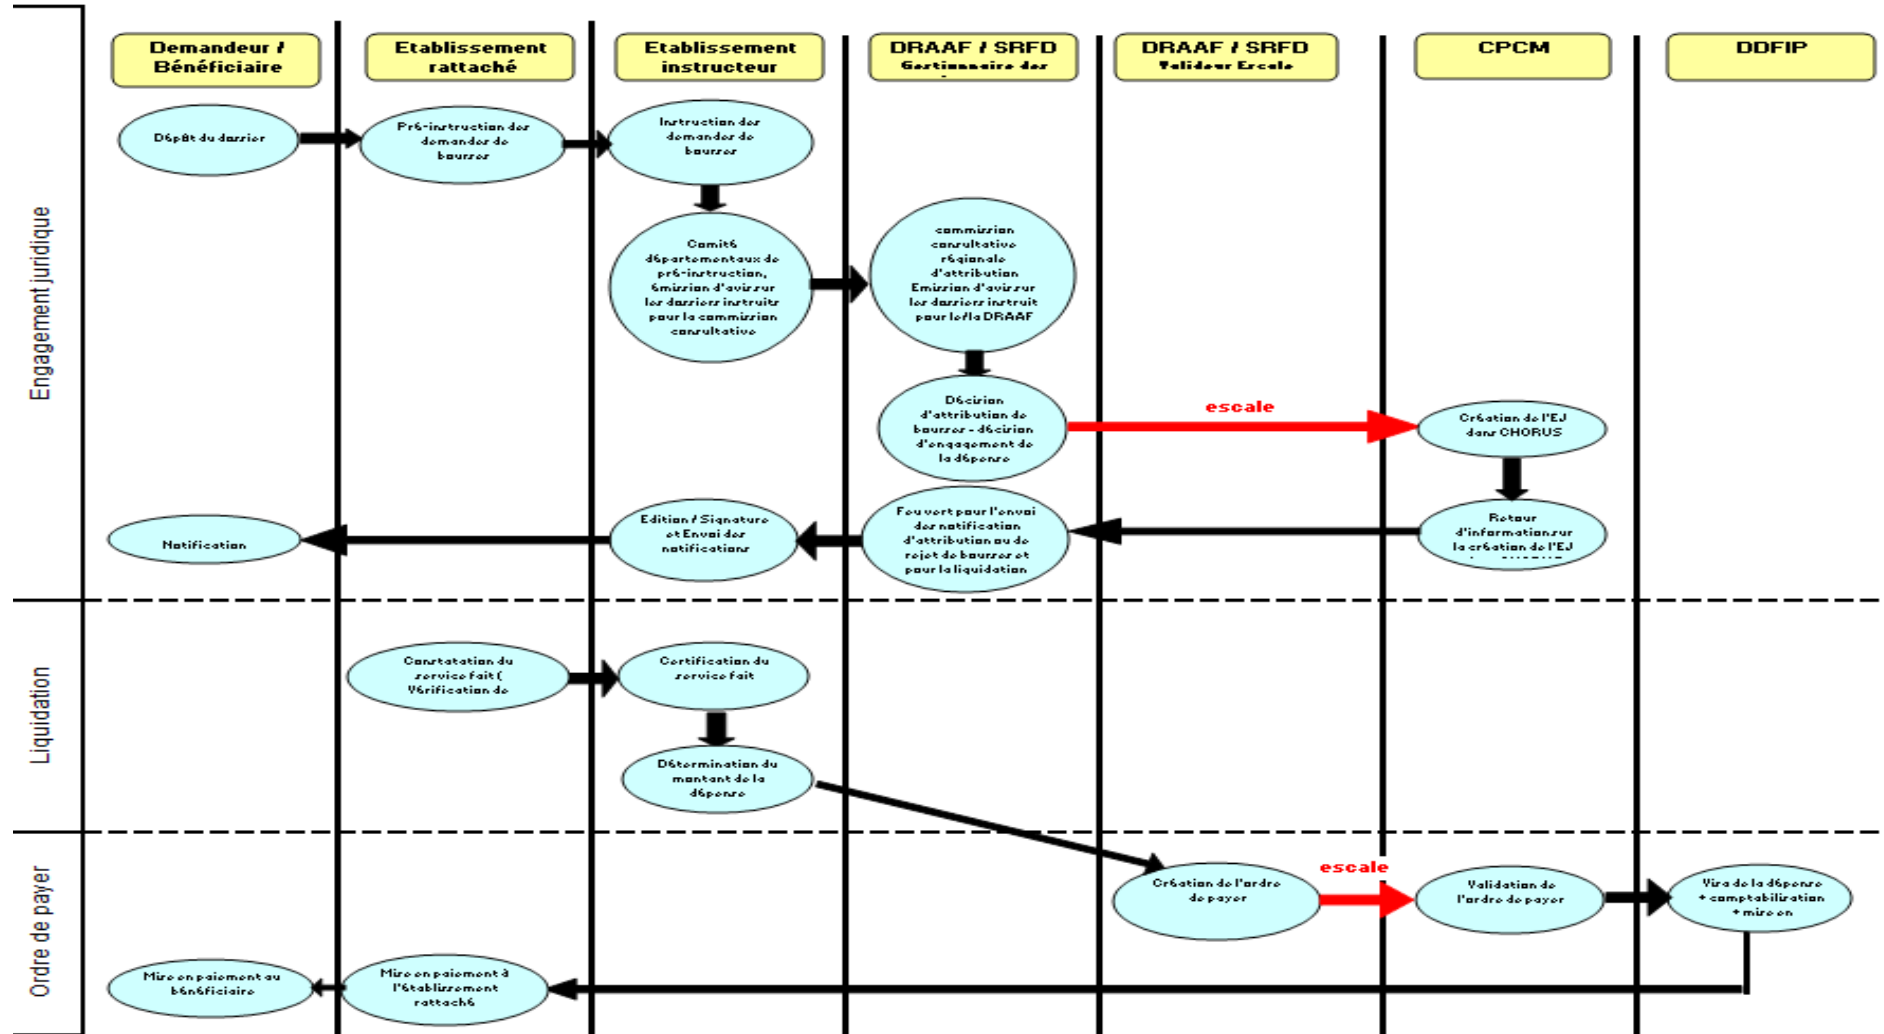 Demandeur /
Bénéficiaire
Etablissement
rattaché
Etablissement
instructeur
DRAAF / SRFD
Gestionnaire des
DRAAF / SRFD
Valideur Escale
CPCM
DDFIP
Engagement juridique
Dépôt du dossier
Pré-instruction des
demandes de
bourses
Instruction des
demandes de
bourses
Comité
départementaux de
pré-instruction,
émission d'avis sur
les dossiers instruits
pour la commission
consultative
commission
consultative
régionale
d'attribution
Emission d'avis sur
les dossiers instruit
pour le/la DRAAF
Décision
d'attribution de
bourses - décision
d'engagement de
la dépense
escale
Création de l'EJ
dans CHORUS
Retour
d'information sur
la création de l'EJ
Feu vert pour l'envoi
des notification
d'attribution ou de
rejet de bourses et
pour la liquidation
Edition / Signature
et Envoi des
notifications
Notification
Liquidation
Constatation du
service fait (
Vérification de
Certification du
service fait
Détermination du
montant de la
dépense
Ordre de payer
Création de l'ordre
de payer
escale
Validation de
l'ordre de payer
Visa de la dépense
+ comptabilisation
+ mise en
Mise en paiement à
l'établissement
rattaché
Mise en paiement au
bénéficiaire